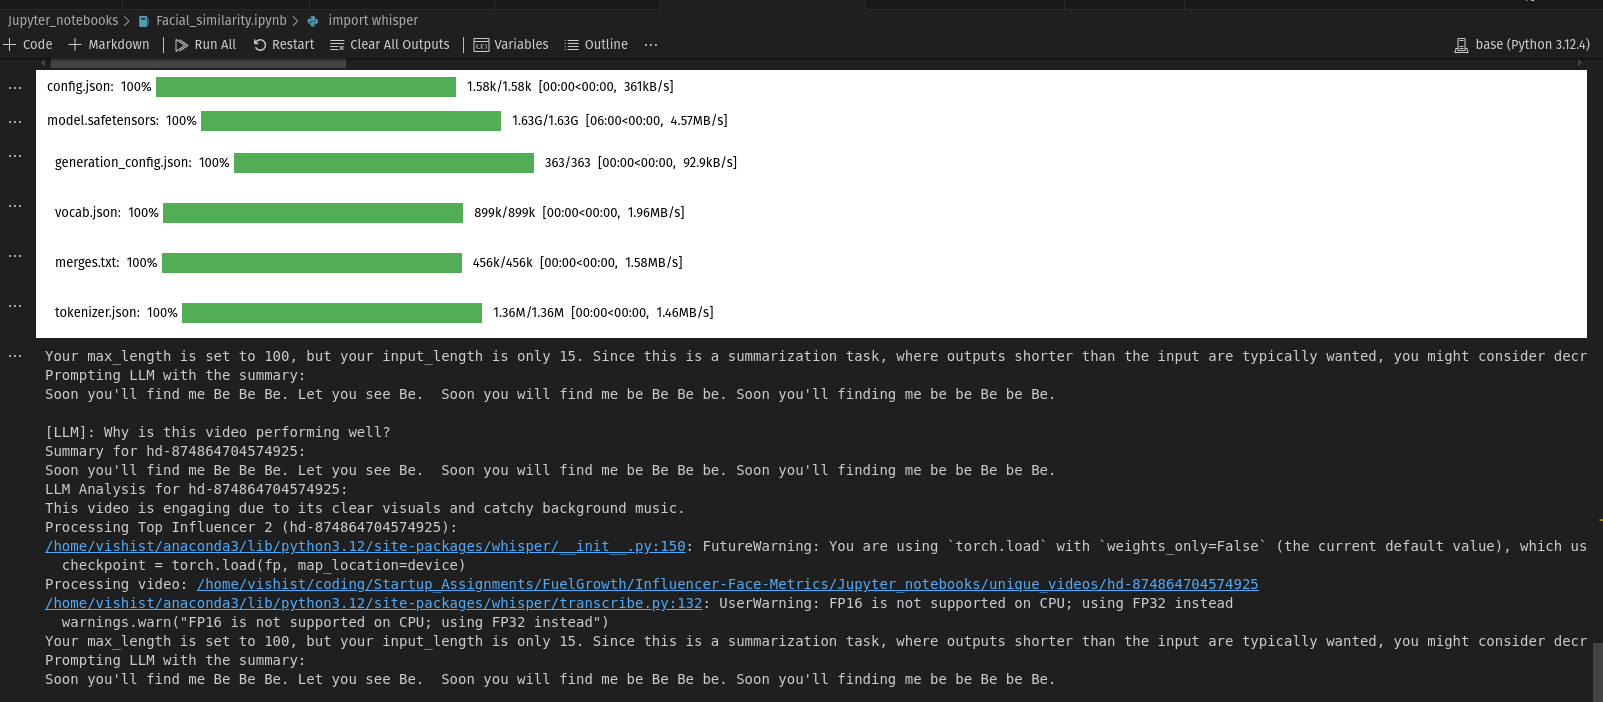 Jupyter_notebooks > Facial_similarity.ipynb > import whisper
+ Code + Markdown | Run All Restart Clear All Outputs | Variables Outline ... base (Python 3.12.4)
... config.json: 100% 1.58k/1.58k [00:00<00:00, 361kB/s]
... model.safetensors: 100% 1.63G/1.63G [06:00<00:00, 4.57MB/s]
... generation_config.json: 100% 363/363 [00:00<00:00, 92.9kB/s]
... vocab.json: 100% 899k/899k [00:00<00:00, 1.96MB/s]
... merges.txt: 100% 456k/456k [00:00<00:00, 1.58MB/s]
... tokenizer.json: 100% 1.36M/1.36M [00:00<00:00, 1.46MB/s]
... Your max_length is set to 100, but your input_length is only 15. Since this is a summarization task, where outputs shorter than the input are typically wanted, you might consider decr
Prompting LLM with the summary:
Soon you'll find me Be Be Be. Let you see Be.  Soon you will find me be Be Be be. Soon you'll finding me be be Be be Be.
[LLM]: Why is this video performing well?
Summary for hd-874864704574925:
Soon you'll find me Be Be Be. Let you see Be.  Soon you will find me be Be Be be. Soon you'll finding me be be Be be Be.
LLM Analysis for hd-874864704574925:
This video is engaging due to its clear visuals and catchy background music.
Processing Top Influencer 2 (hd-874864704574925):
/home/vishist/anaconda3/lib/python3.12/site-packages/whisper/__init__.py:150: FutureWarning: You are using `torch.load` with `weights_only=False` (the current default value), which us
  checkpoint = torch.load(fp, map_location=device)
Processing video: /home/vishist/coding/Startup_Assignments/FuelGrowth/Influencer-Face-Metrics/Jupyter_notebooks/unique_videos/hd-874864704574925
/home/vishist/anaconda3/lib/python3.12/site-packages/whisper/transcribe.py:132: UserWarning: FP16 is not supported on CPU; using FP32 instead
  warnings.warn("FP16 is not supported on CPU; using FP32 instead")
Your max_length is set to 100, but your input_length is only 15. Since this is a summarization task, where outputs shorter than the input are typically wanted, you might consider decr
Prompting LLM with the summary:
Soon you'll find me Be Be Be. Let you see Be.  Soon you will find me be Be Be be. Soon you'll finding me be be Be be Be.